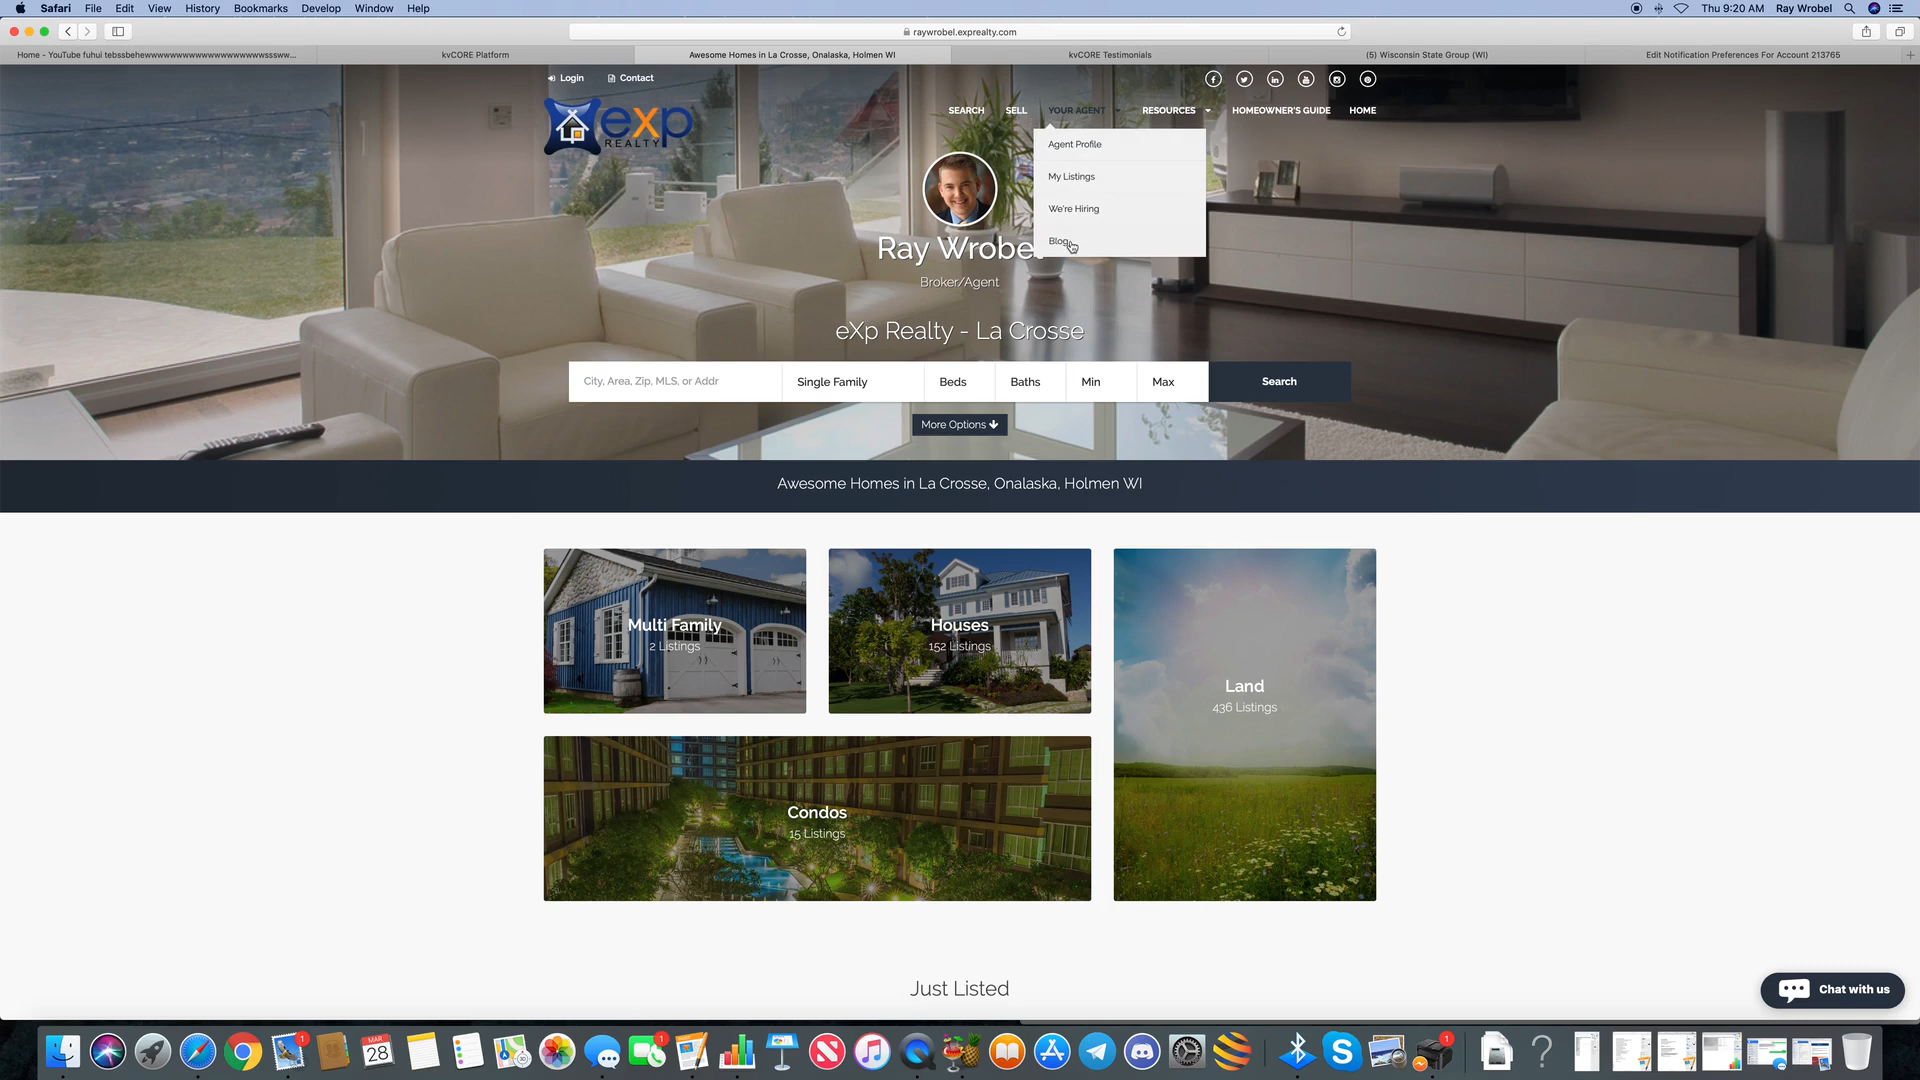 Safari File Edit View History Bookmarks Develop Window Help
Thu 9:20 AM Ray Wrobel
raywrobel.exprealty.com
Home - YouTube kvCORE Platform Awesome Homes in La Crosse, Onalaska, Holmen WI kvCORE Testimonials (5) Wisconsin State Group (WI) Edit Notification Preferences For Account 213765
Login Contact
exp
REALTY
SEARCH SELL YOUR AGENT RESOURCES HOMEOWNER'S GUIDE HOME
Agent Profile
My Listings
We're Hiring
Blog
Ray Wrobel
Broker/Agent
eXp Realty - La Crosse
City, Area, Zip, MLS, or Addr Single Family Beds Baths Min Max Search
More Options
Awesome Homes in La Crosse, Onalaska, Holmen WI
Multi Family
2 Listings
Houses
152 Listings
Land
436 Listings
Condos
15 Listings
Just Listed
Chat with us
MAR
28
1
1
1